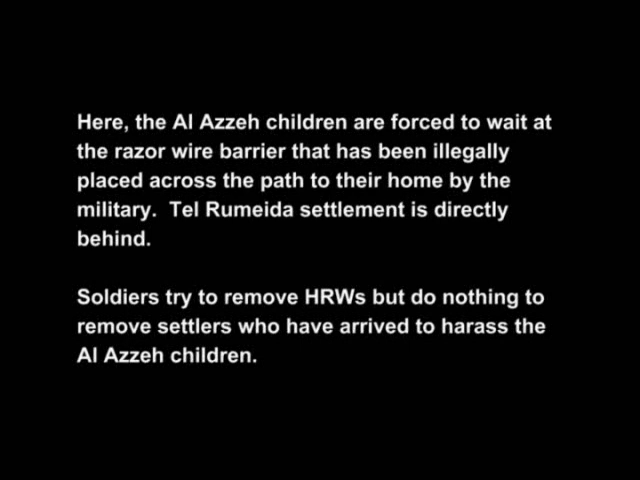 Here, the Al Azzeh children are forced to wait at
the razor wire barrier that has been illegally
placed across the path to their home by the
military.  Tel Rumeida settlement is directly
behind.

Soldiers try to remove HRWs but do nothing to
remove settlers who have arrived to harass the
Al Azzeh children.